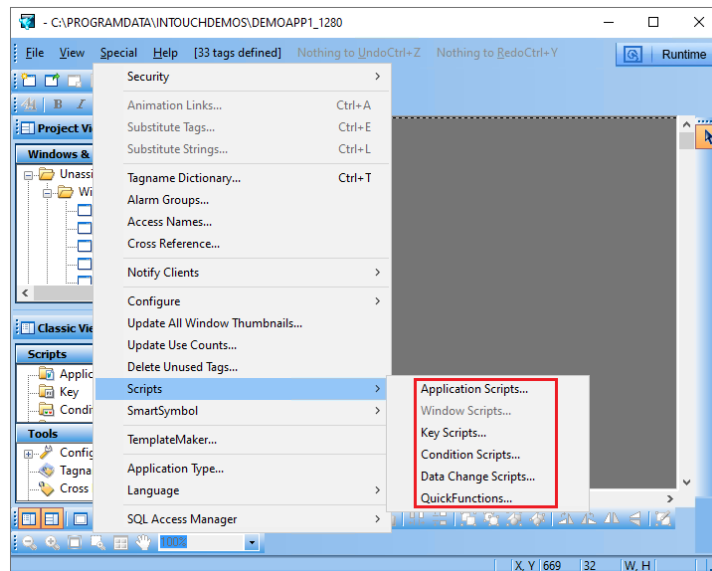 - C:\PROGRAMDATA\INTOUCHDEMOS\DEMOAPP1_1280
File View Special Help [33 tags defined] Nothing to UndoCtrl+Z Nothing to RedoCtrl+Y Runtime
Security
Animation Links... Ctrl+A
Substitute Tags... Ctrl+E
Substitute Strings... Ctrl+L
Tagname Dictionary... Ctrl+T
Alarm Groups...
Access Names...
Cross Reference...
Notify Clients
Configure
Update All Window Thumbnails...
Update Use Counts...
Delete Unused Tags...
Scripts
SmartSymbol
TemplateMaker...
Application Type...
Language
SQL Access Manager
Application Scripts...
Window Scripts...
Key Scripts...
Condition Scripts...
Data Change Scripts...
QuickFunctions...
B I
Project Vi
Windows &
Unassi
Wi
Classic Vie
Scripts
Applic
Key
Condi
Tools
Config
Tagna
Cross
100%
X, Y 669 32 W, H